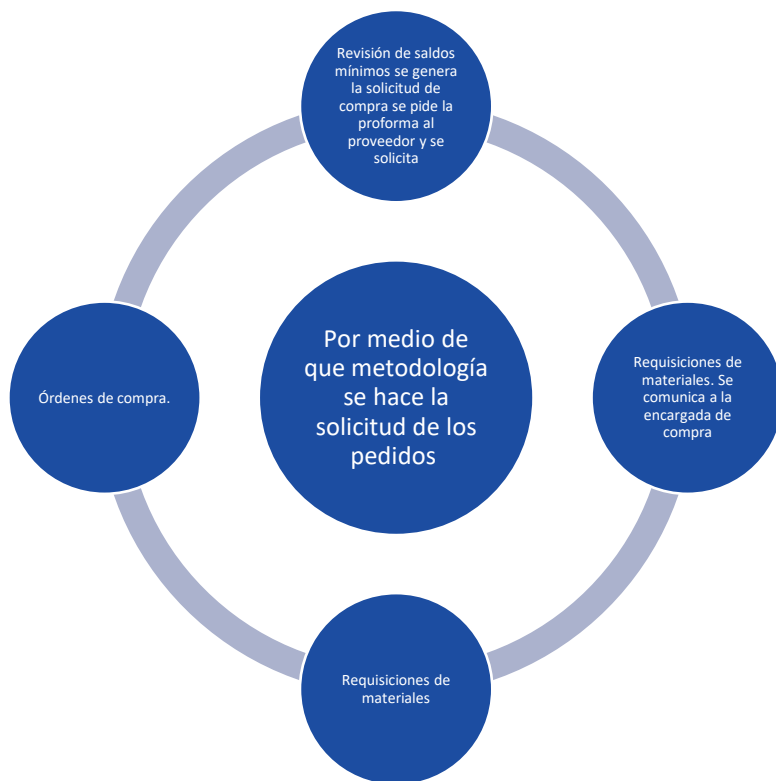 Revisión de saldos
mínimos se genera
la solicitud de
compra se pide la
proforma al
proveedor y se
solicita
Por medio de
que metodología
se hace la
solicitud de los
pedidos
Requisiciones de
materiales. Se
comunica a la
encargada de
compra
Requisiciones de
materiales
Órdenes de compra.